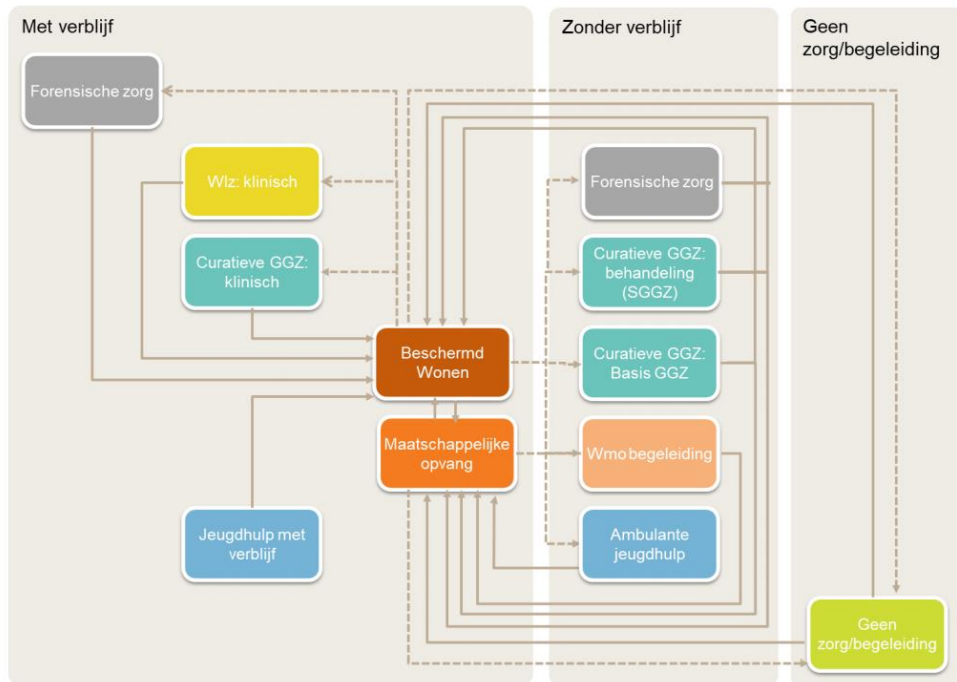 Met verblijf
Zonder verblijf
Geen
zorg/begeleiding
Forensische zorg
Wlz: klinisch
Forensische zorg
Curatieve GGZ:
klinisch
Curatieve GGZ:
behandeling
(SGGZ)
Beschermd
Wonen
Curatieve GGZ:
Basis GGZ
Maatschappelijke
opvang
Wmo begeleiding
Jeugdhulp met
verblijf
Ambulante
jeugdhulp
Geen
zorg/begeleiding